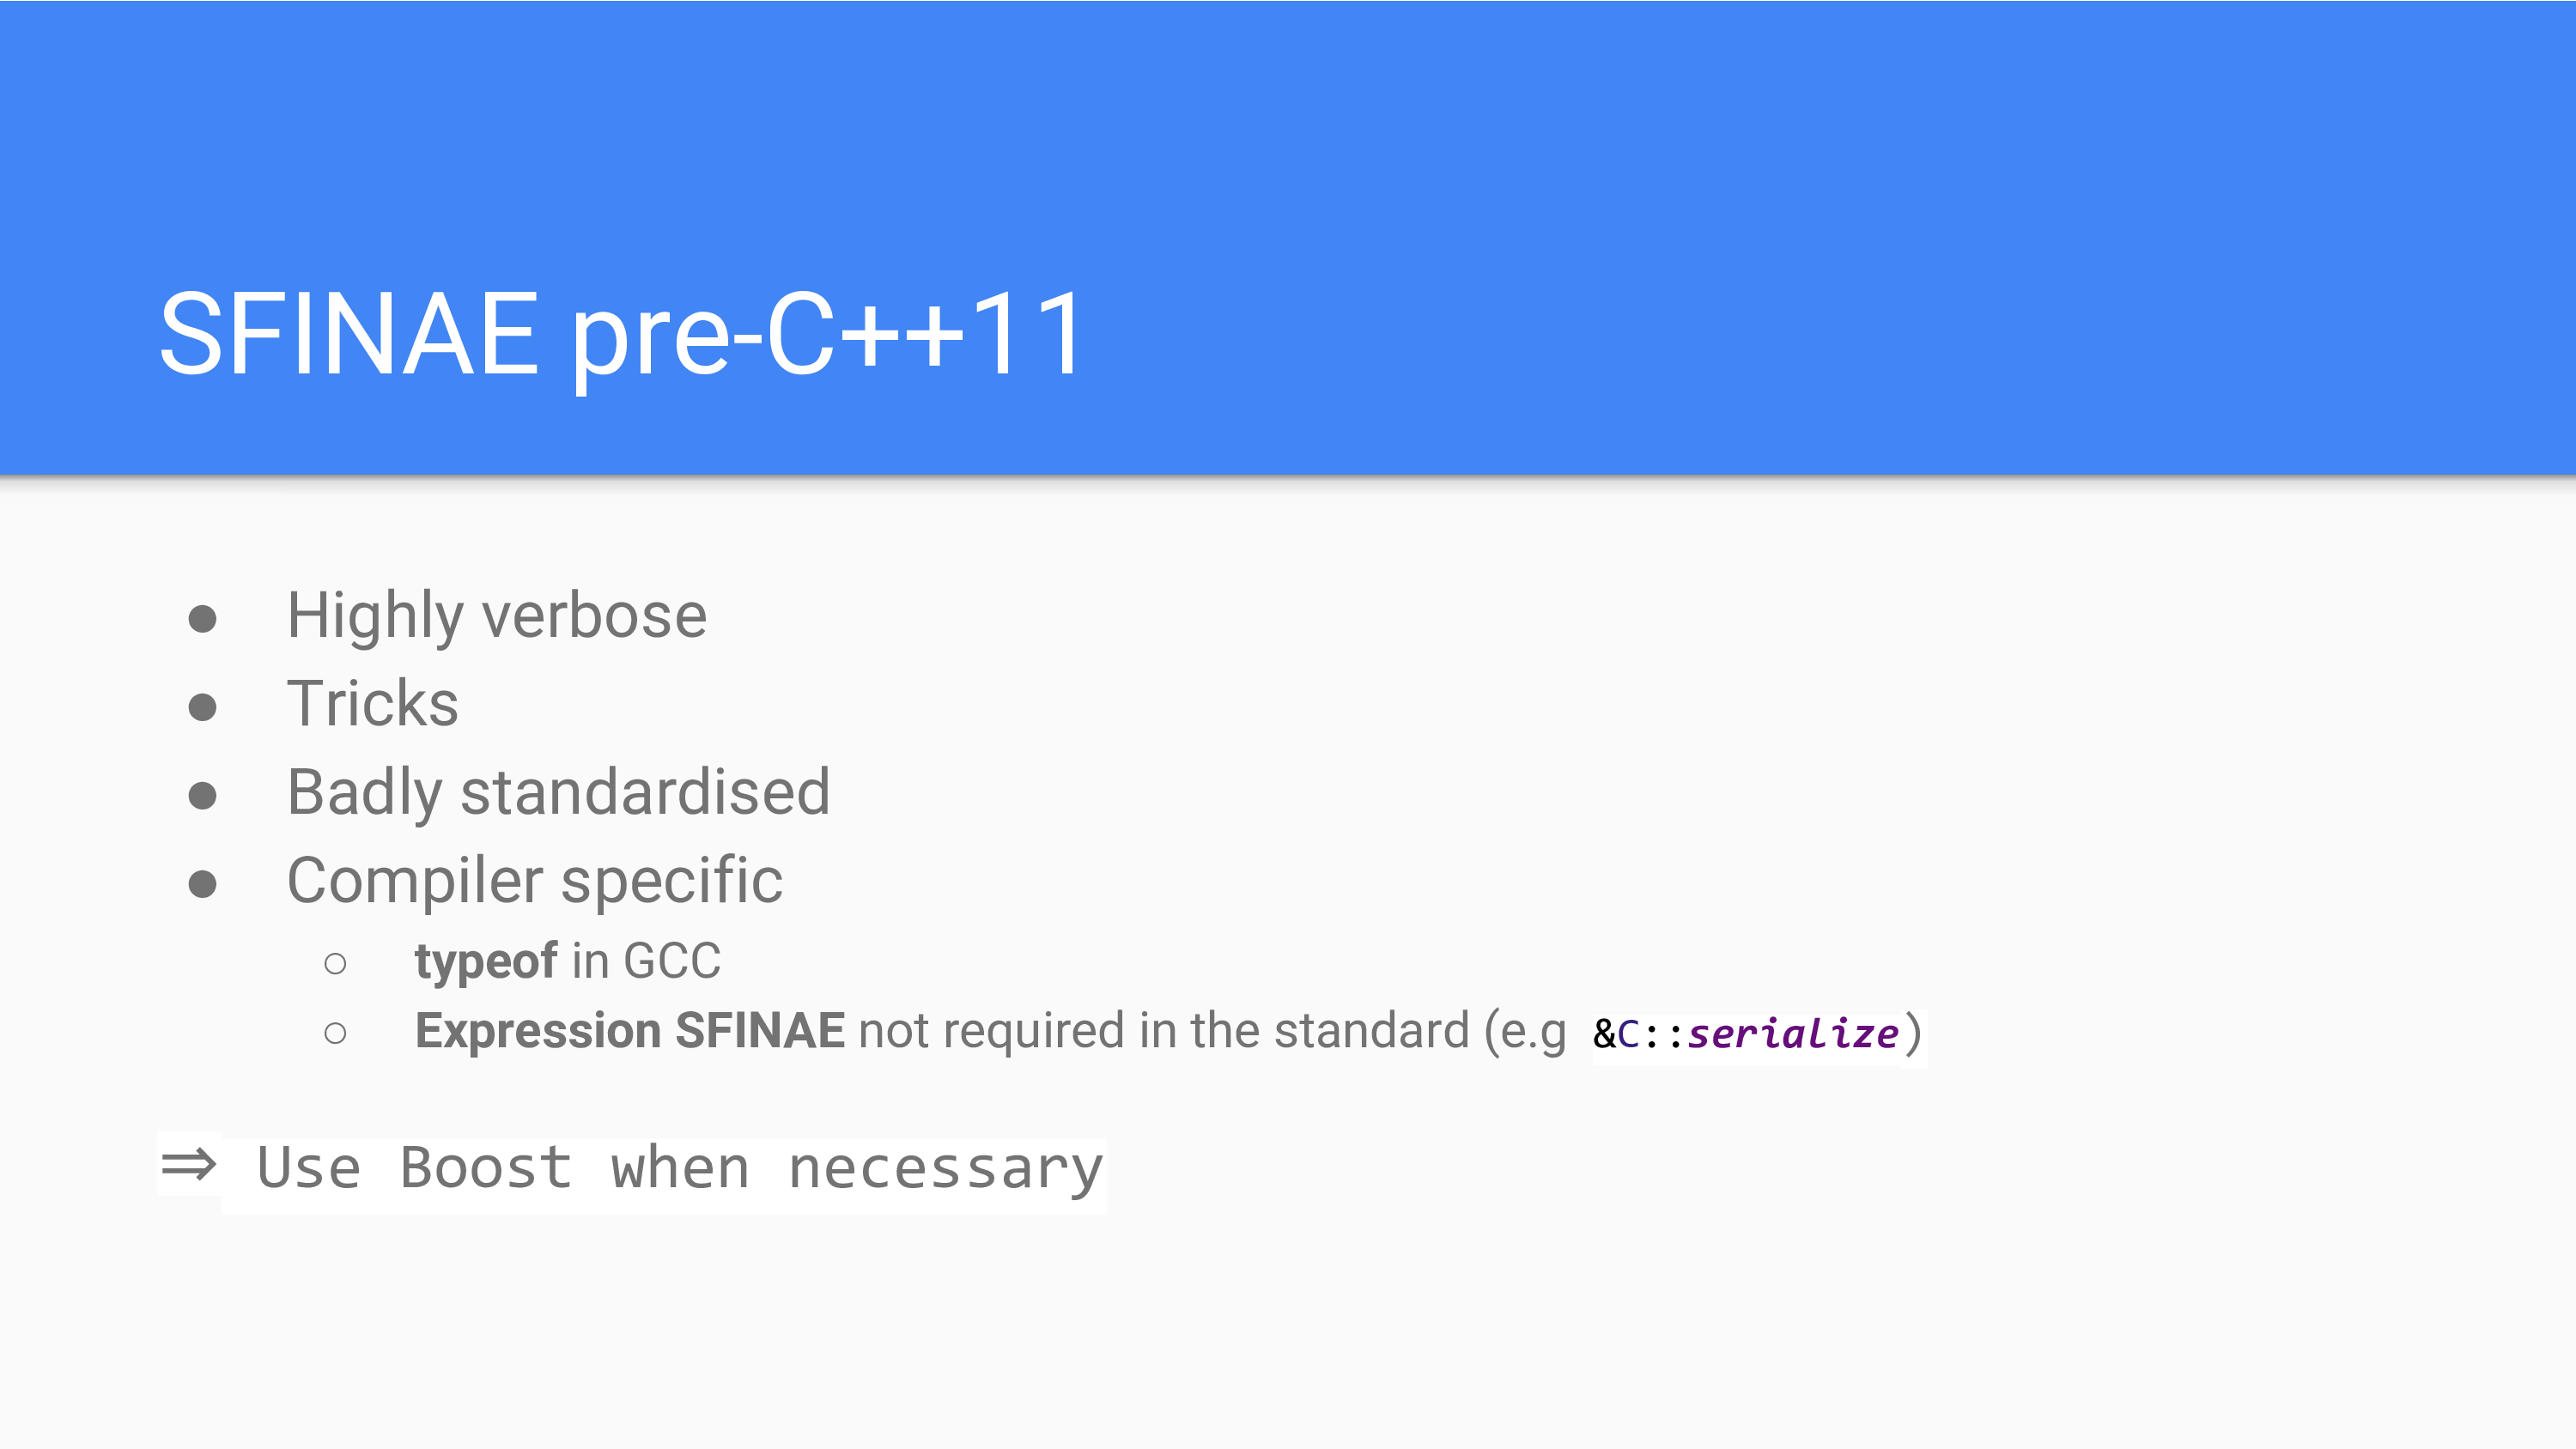 SFINAE pre-C++11
● Highly verbose
● Tricks
● Badly standardised
● Compiler specific
○ typeof in GCC
○ Expression SFINAE not required in the standard (e.g &C::serialize)
⇒ Use Boost when necessary